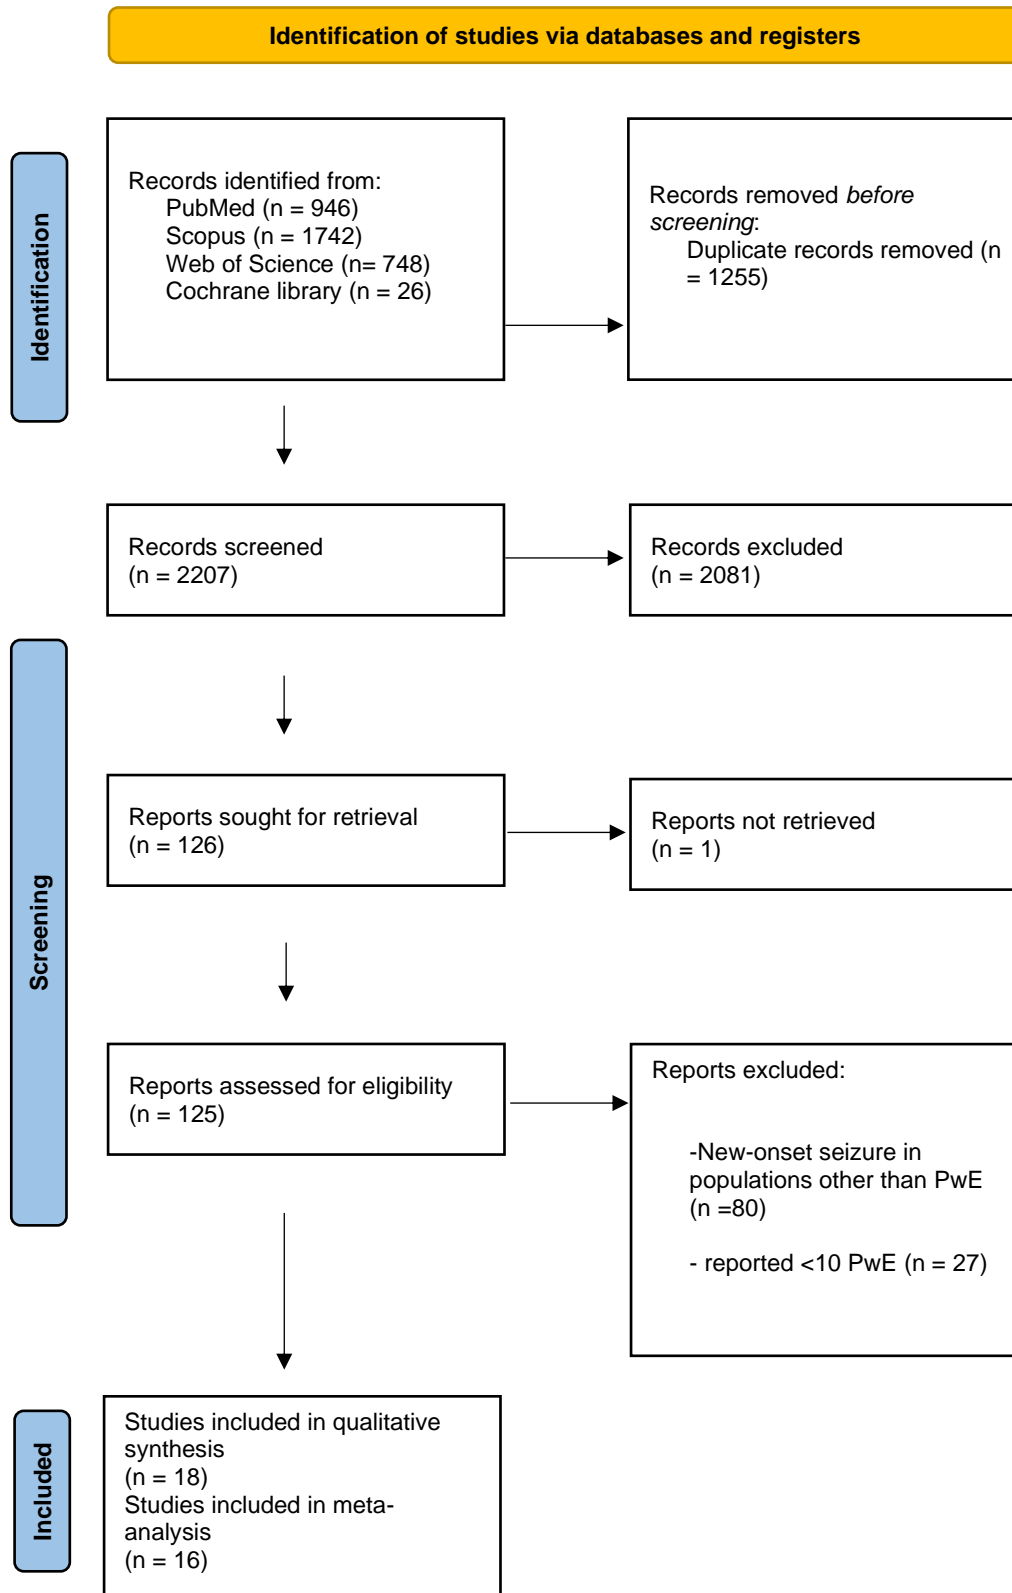 Identification of studies via databases and registers
Identification
Records identified from:
PubMed (n = 946)
Scopus (n = 1742)
Web of Science (n= 748)
Cochrane library (n = 26)
Records removed before
screening:
Duplicate records removed (n
= 1255)
Records screened
(n = 2207)
Records excluded
(n = 2081)
Screening
Reports sought for retrieval
(n = 126)
Reports not retrieved
(n = 1)
Reports assessed for eligibility
(n = 125)
Reports excluded:
-New-onset seizure in
populations other than PwE
(n =80)
- reported <10 PwE (n = 27)
Included
Studies included in qualitative
synthesis
(n = 18)
Studies included in meta-
analysis
(n = 16)